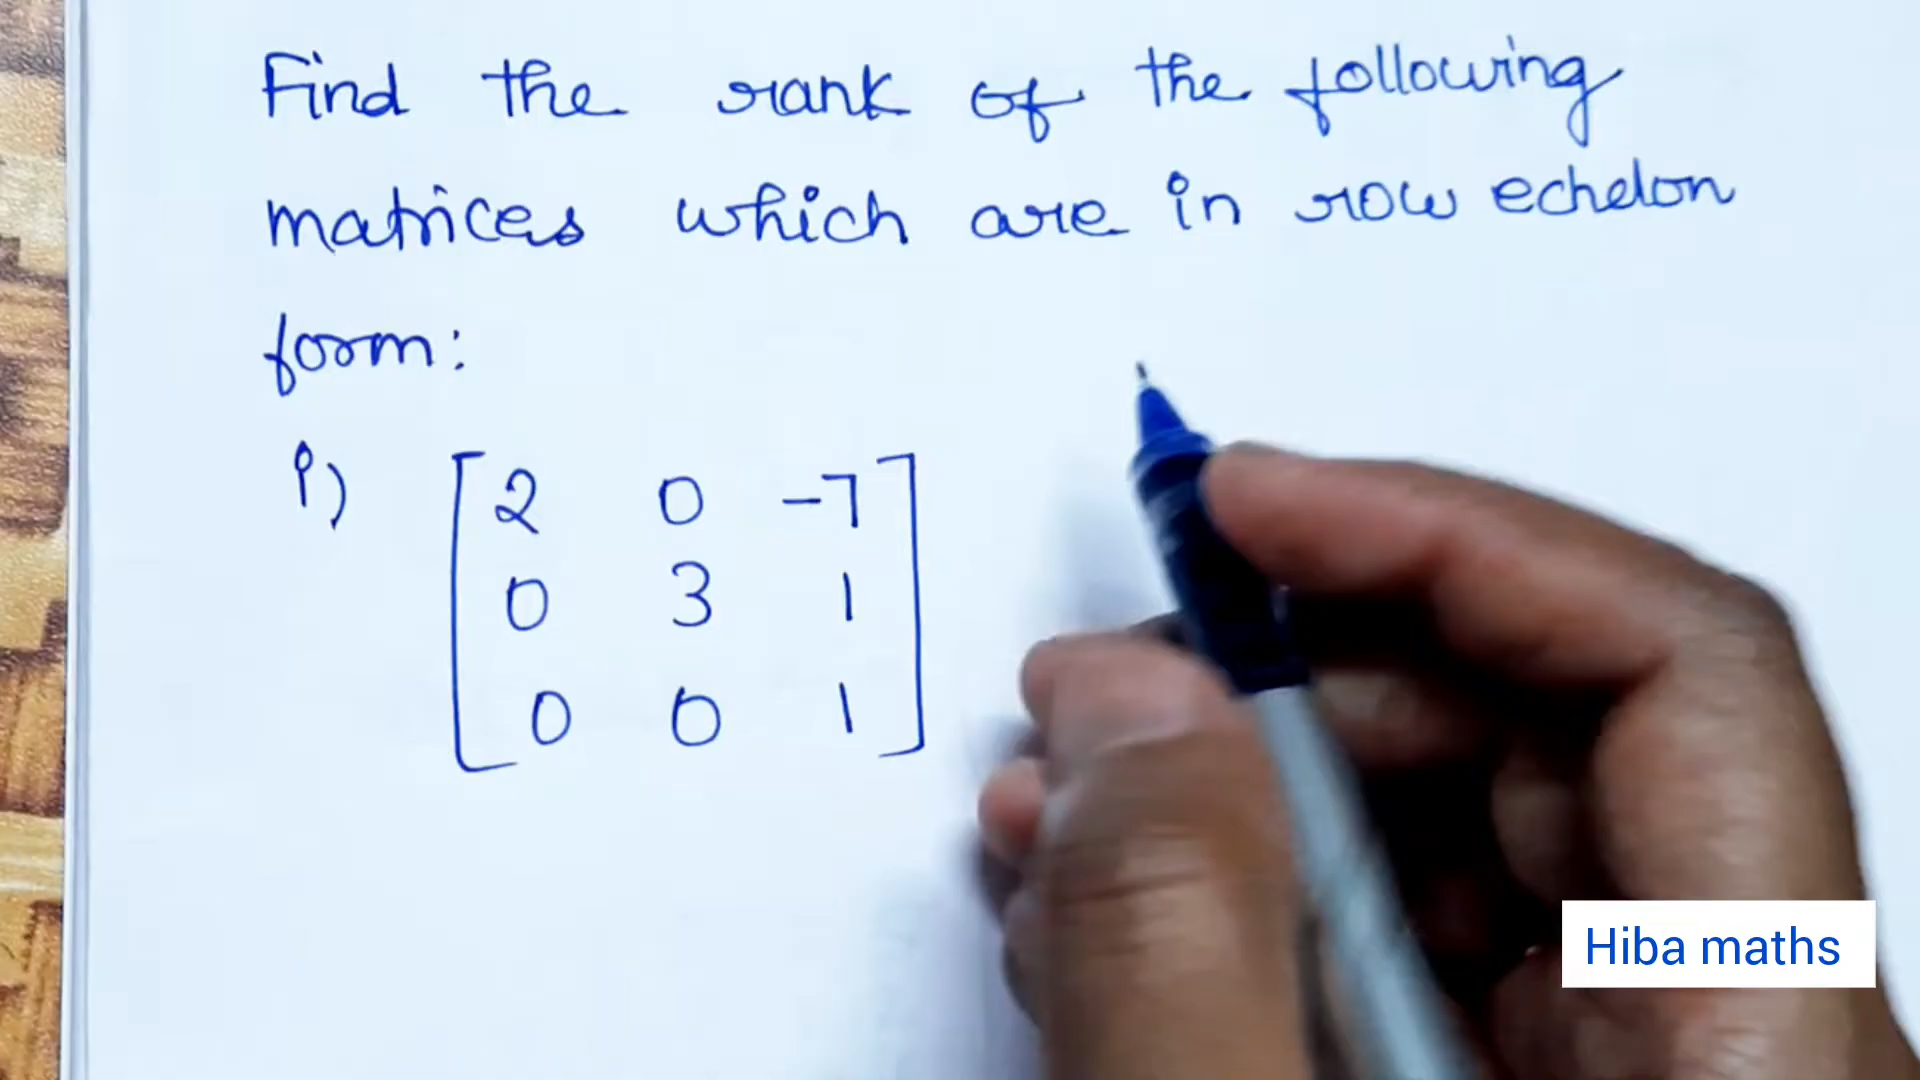 Find the rank of the following
matrices which are in row echelon
form:
i) [2 0 -7
0 3 1
0 0 1]
Hiba maths